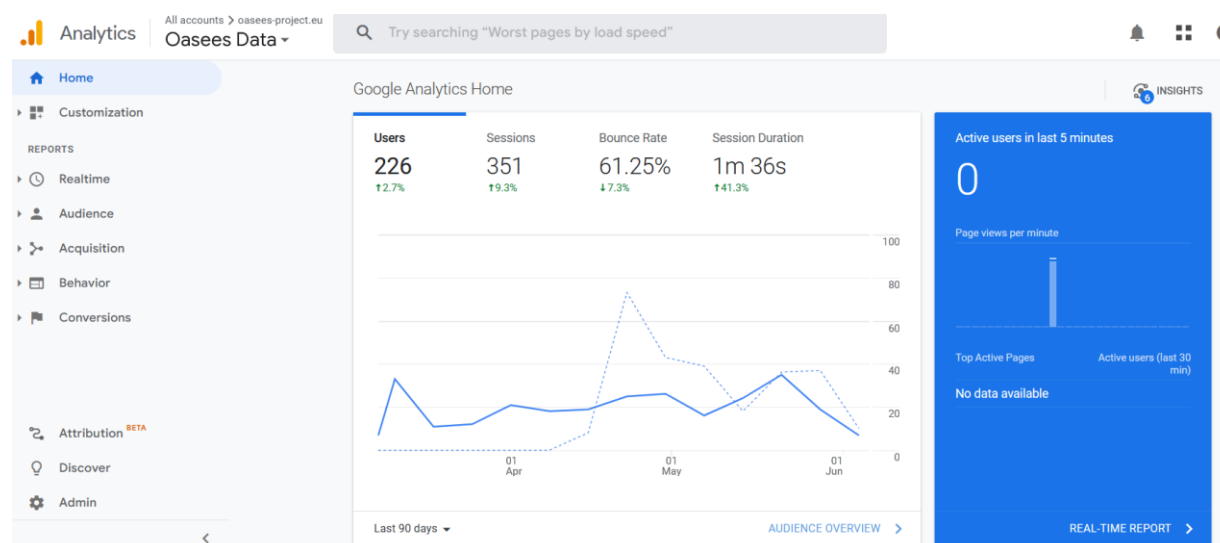 Analytics
All accounts > oasees-project.eu
Oasees Data
Try searching “Worst pages by load speed”
Home
Customization
REPORTS
Realtime
Audience
Acquisition
Behavior
Conversions
Attribution BETA
Discover
Admin
Google Analytics Home
6 INSIGHTS
Users
226
↑2.7%
Sessions
351
↑9.3%
Bounce Rate
61.25%
↓7.3%
Session Duration
1m 36s
↑41.3%
100
80
60
40
20
0
01
Apr
01
May
01
Jun
Last 90 days
AUDIENCE OVERVIEW
Active users in last 5 minutes
0
Page views per minute
Top Active Pages
Active users (last 30
min)
No data available
REAL-TIME REPORT